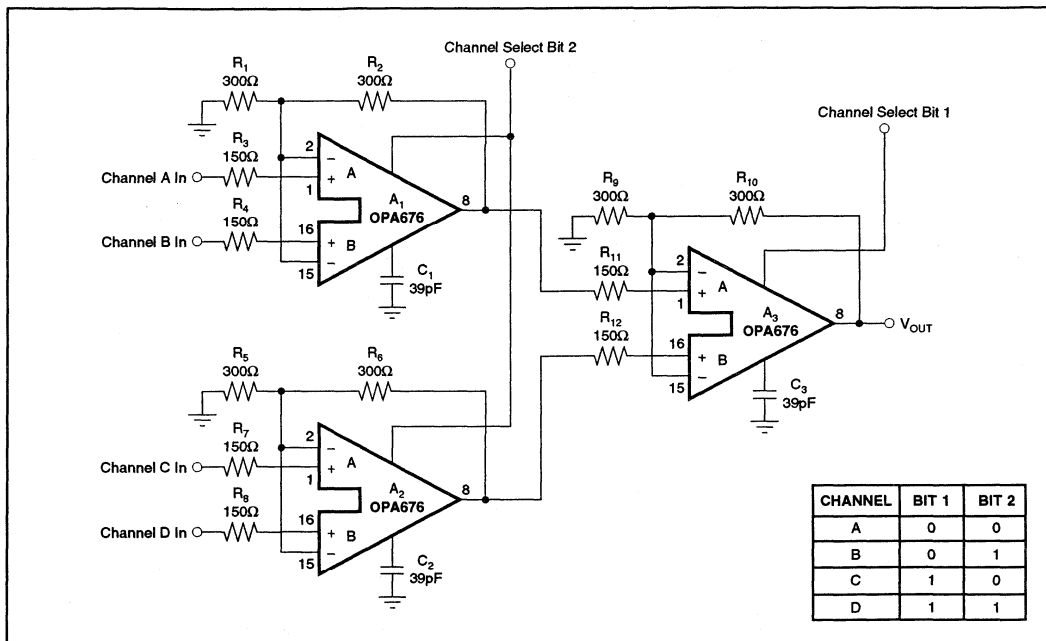 Channel Select Bit 2
R1
300Ω
R2
300Ω
Channel Select Bit 1
R3
150Ω
2
−
A
Channel A In
+
1
A1
OPA676
8
R4
150Ω
16
Channel B In
+
B
−
15
C1
39pF
R9
300Ω
R10
300Ω
R11
150Ω
2
−
A
+
1
A3
OPA676
8
VOUT
R12
150Ω
16
+
B
−
15
C3
39pF
R5
300Ω
R6
300Ω
R7
150Ω
2
−
A
Channel C In
+
1
A2
OPA676
8
R8
150Ω
16
Channel D In
+
B
−
15
C2
39pF
CHANNEL BIT 1 BIT 2
A 0 0
B 0 1
C 1 0
D 1 1